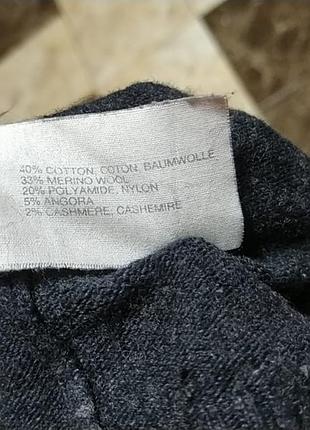 40% COTTON, COTON, BAUMWOLLE
33% MERINO WOOL
20% POLYAMIDE, NYLON
5% ANGORA
2% CASHMERE, CASHEMIRE